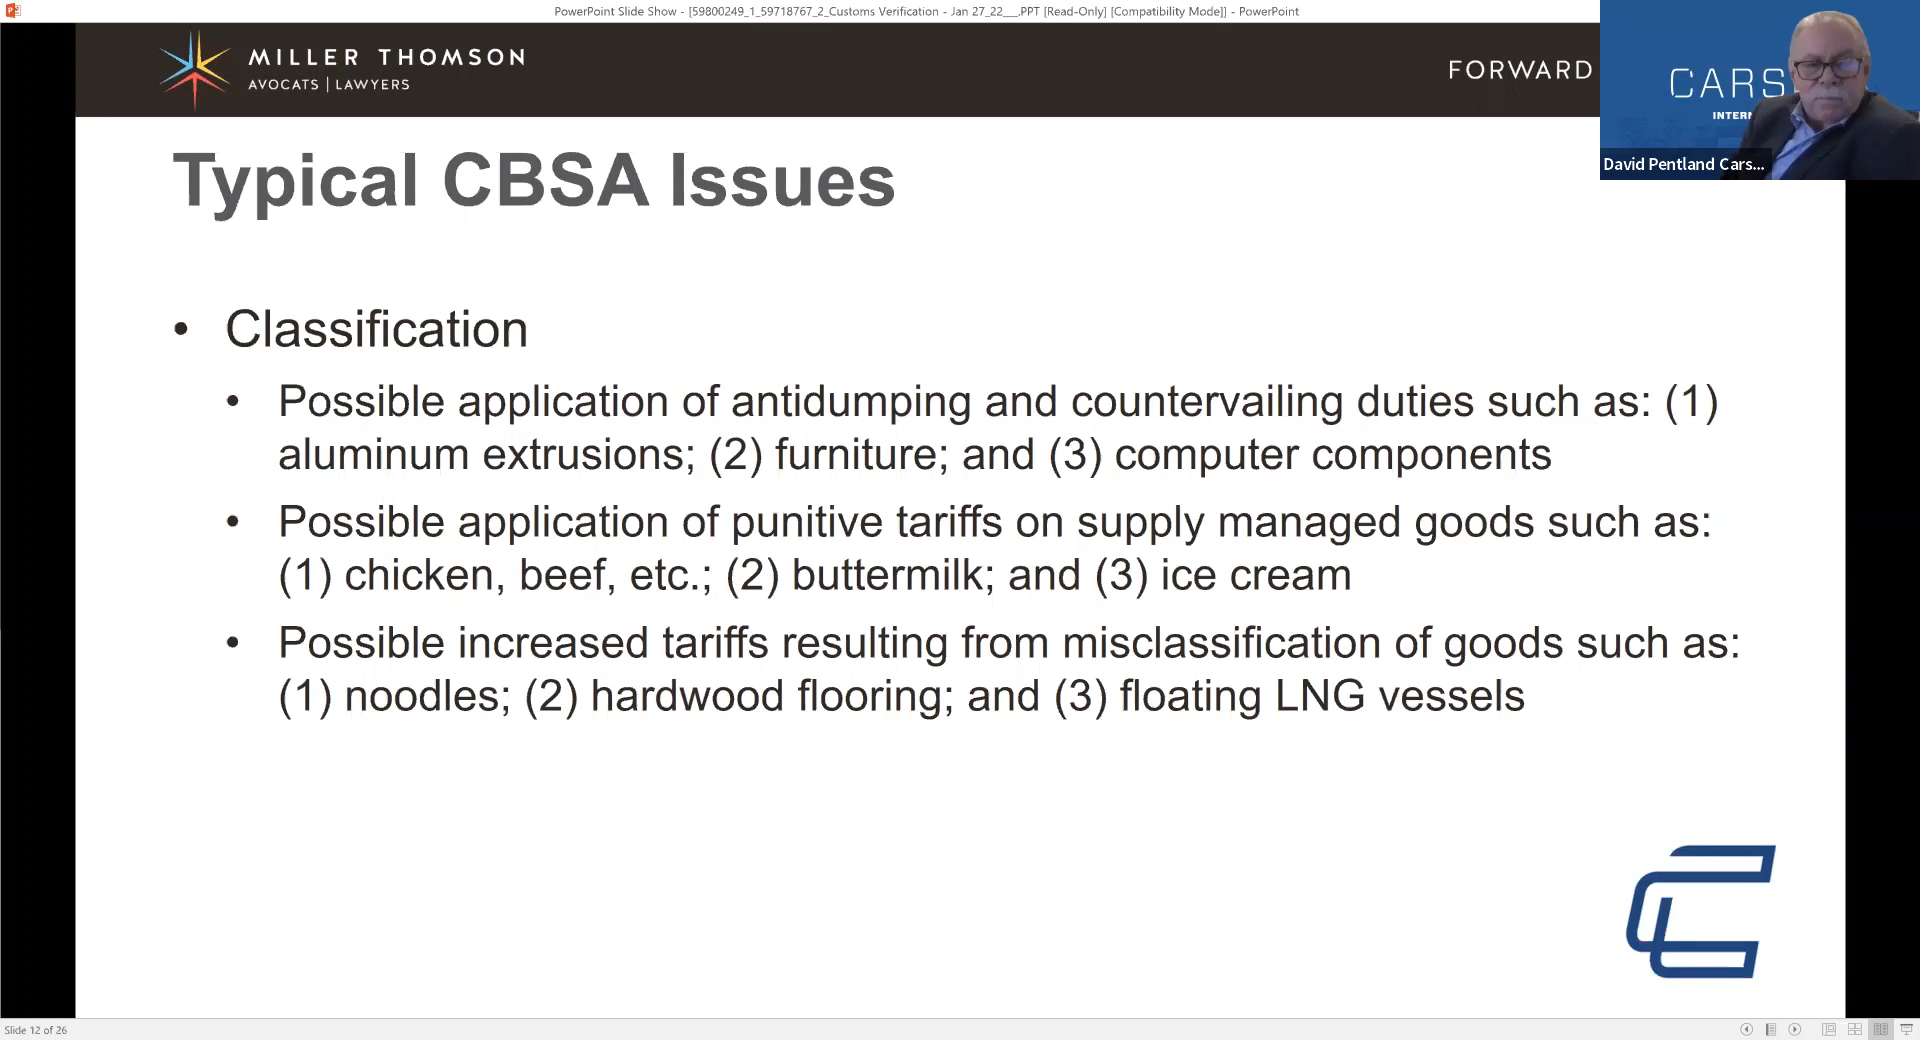 PowerPoint Slide Show - [59800249_1_59718767_2_Customs Verification - Jan 27_22__.PPT [Read-Only] [Compatibility Mode]] - PowerPoint
MILLER THOMSON
AVOCATS | LAWYERS
FORWARD
CARS
INTERN
David Pentland Cars...
Typical CBSA Issues
• Classification
• Possible application of antidumping and countervailing duties such as: (1)
aluminum extrusions; (2) furniture; and (3) computer components
• Possible application of punitive tariffs on supply managed goods such as:
(1) chicken, beef, etc.; (2) buttermilk; and (3) ice cream
• Possible increased tariffs resulting from misclassification of goods such as:
(1) noodles; (2) hardwood flooring; and (3) floating LNG vessels
Slide 12 of 26